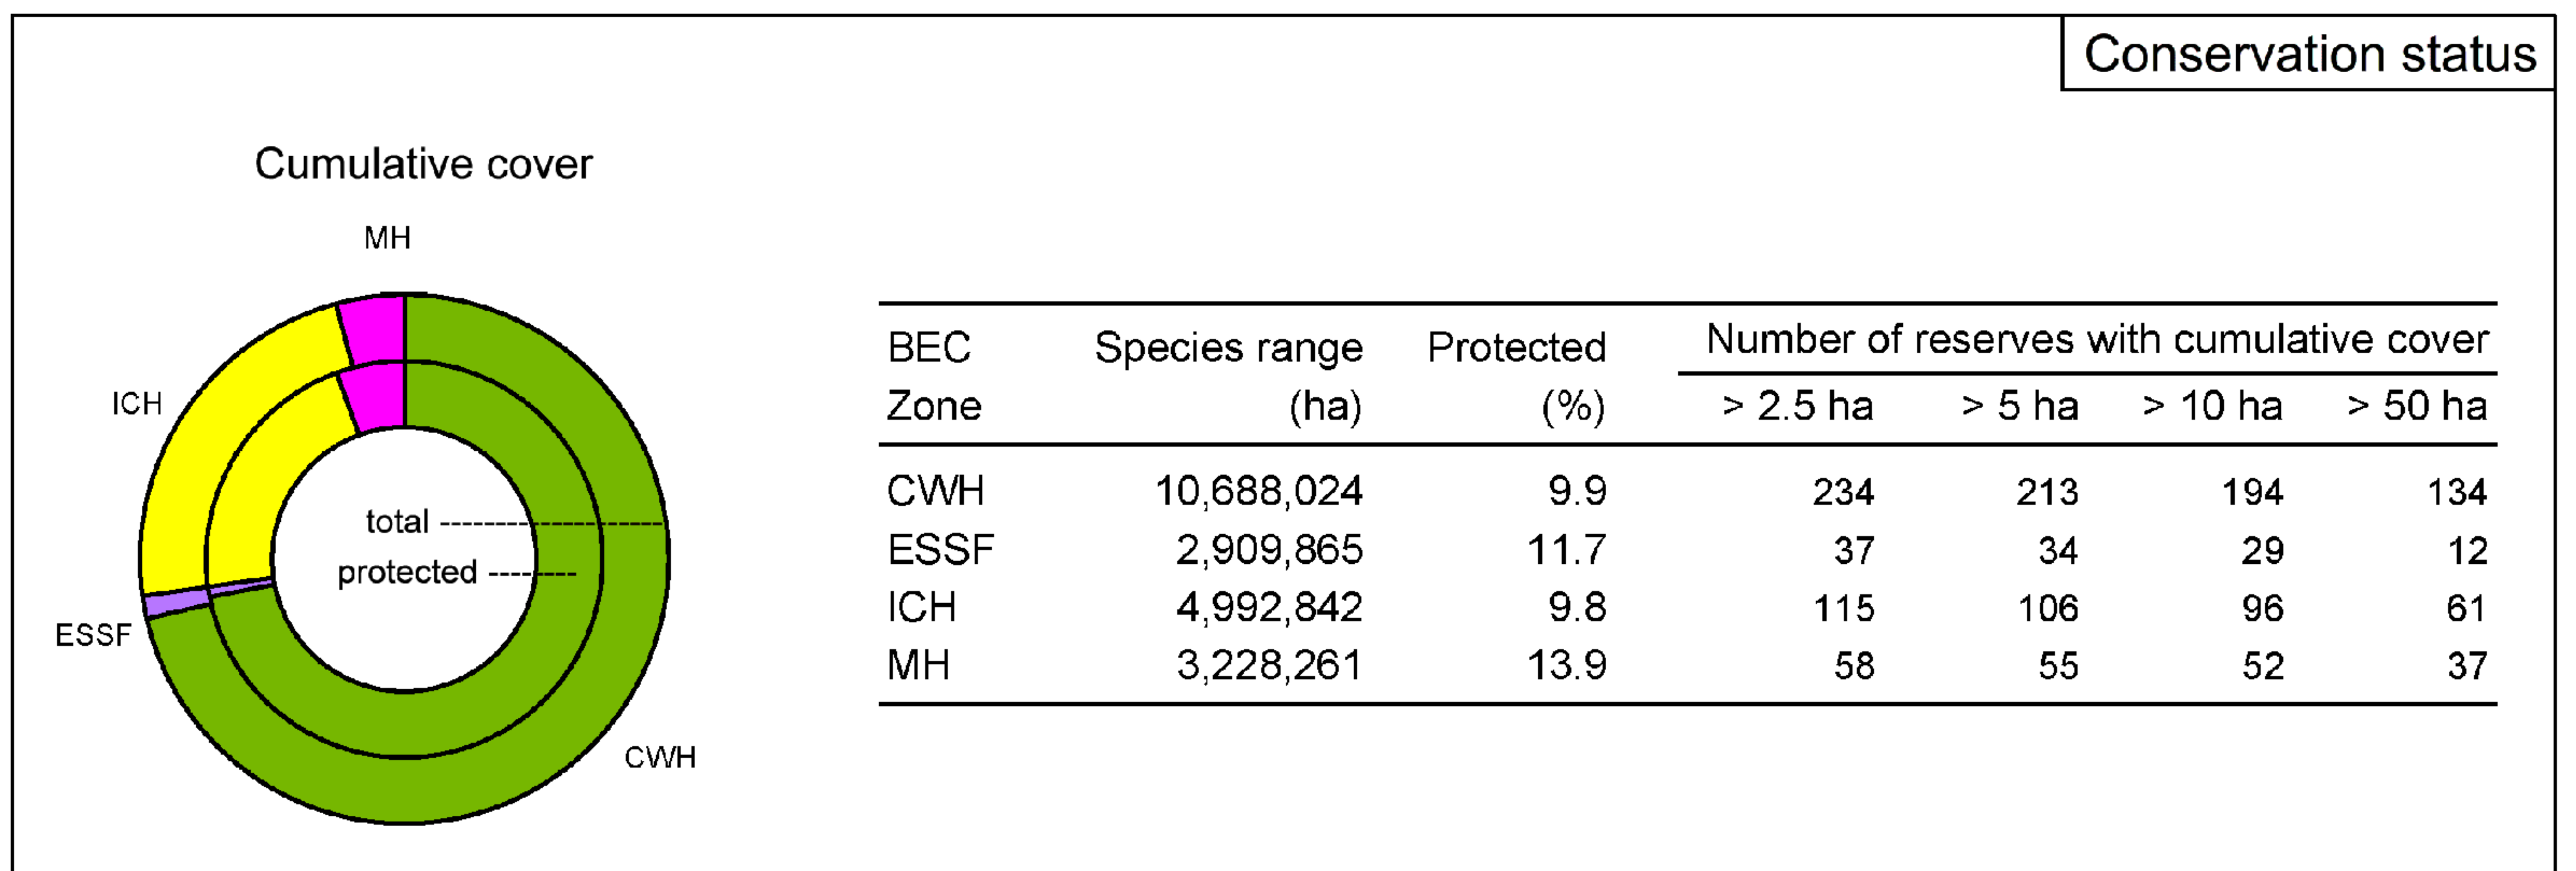 Conservation status
Cumulative cover
MH
ICH
total
protected
ESSF
CWH
BEC Species range Protected Number of reserves with cumulative cover
Zone (ha) (%) > 2.5 ha > 5 ha > 10 ha > 50 ha
CWH 10,688,024 9.9 234 213 194 134
ESSF 2,909,865 11.7 37 34 29 12
ICH 4,992,842 9.8 115 106 96 61
MH 3,228,261 13.9 58 55 52 37